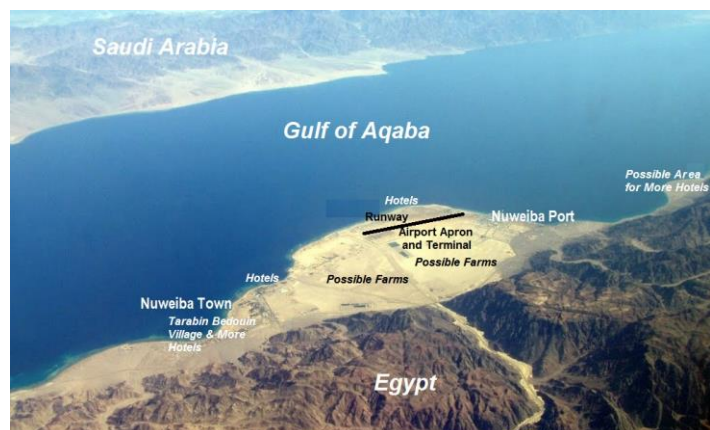 Saudi Arabia
Gulf of Aqaba
Possible Area
for More Hotels
Hotels
Runway
Nuweiba Port
Airport Apron
and Terminal
Possible Farms
Hotels
Possible Farms
Nuweiba Town
Tarabin Bedouin
Village & More
Hotels
Egypt